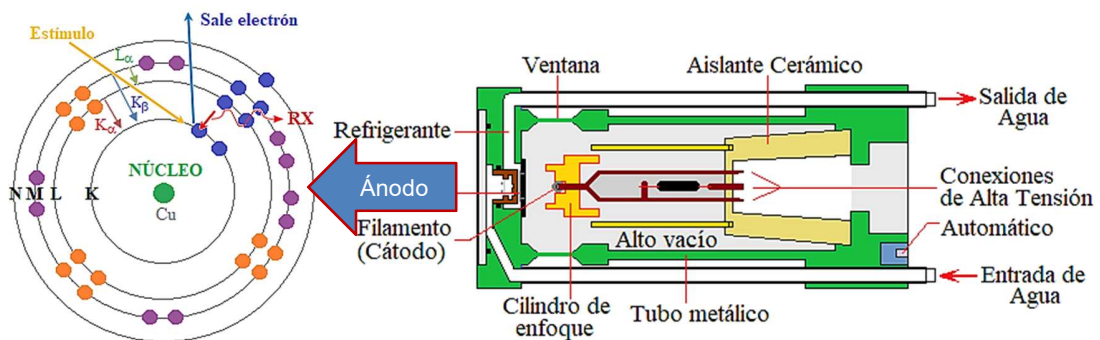 Sale electrón
Estímulo
Lα
Kβ
Kα
RX
NÚCLEO
Cu
N M L K
Ánodo
Ventana
Aislante Cerámico
Refrigerante
Salida de
Agua
Conexiones
de Alta Tensión
Automático
Filamento
(Cátodo)
Alto vacío
Entrada de
Agua
Cilindro de
enfoque
Tubo metálico